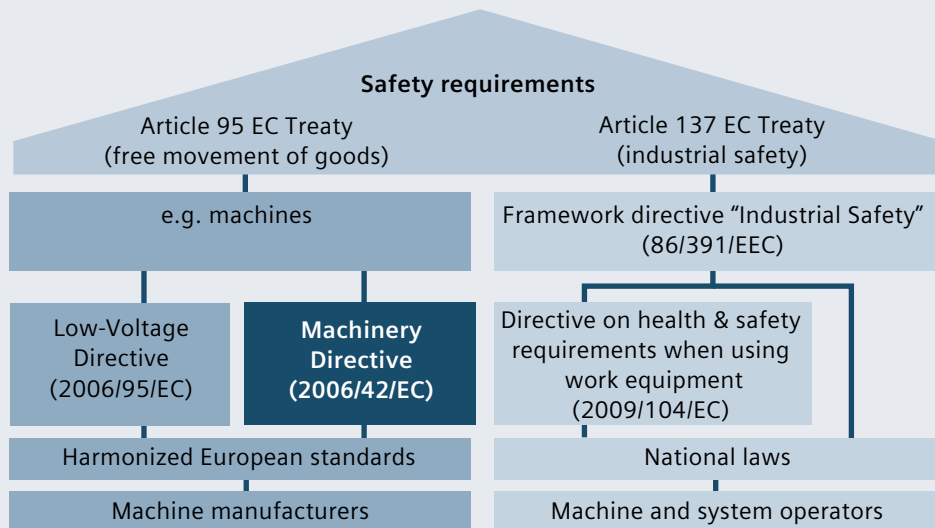 Safety requirements
Article 95 EC Treaty
(free movement of goods)
Article 137 EC Treaty
(industrial safety)
e.g. machines
Framework directive “Industrial Safety”
(86/391/EEC)
Low-Voltage
Directive
(2006/95/EC)
Machinery
Directive
(2006/42/EC)
Directive on health & safety
requirements when using
work equipment
(2009/104/EC)
Harmonized European standards
National laws
Machine manufacturers
Machine and system operators